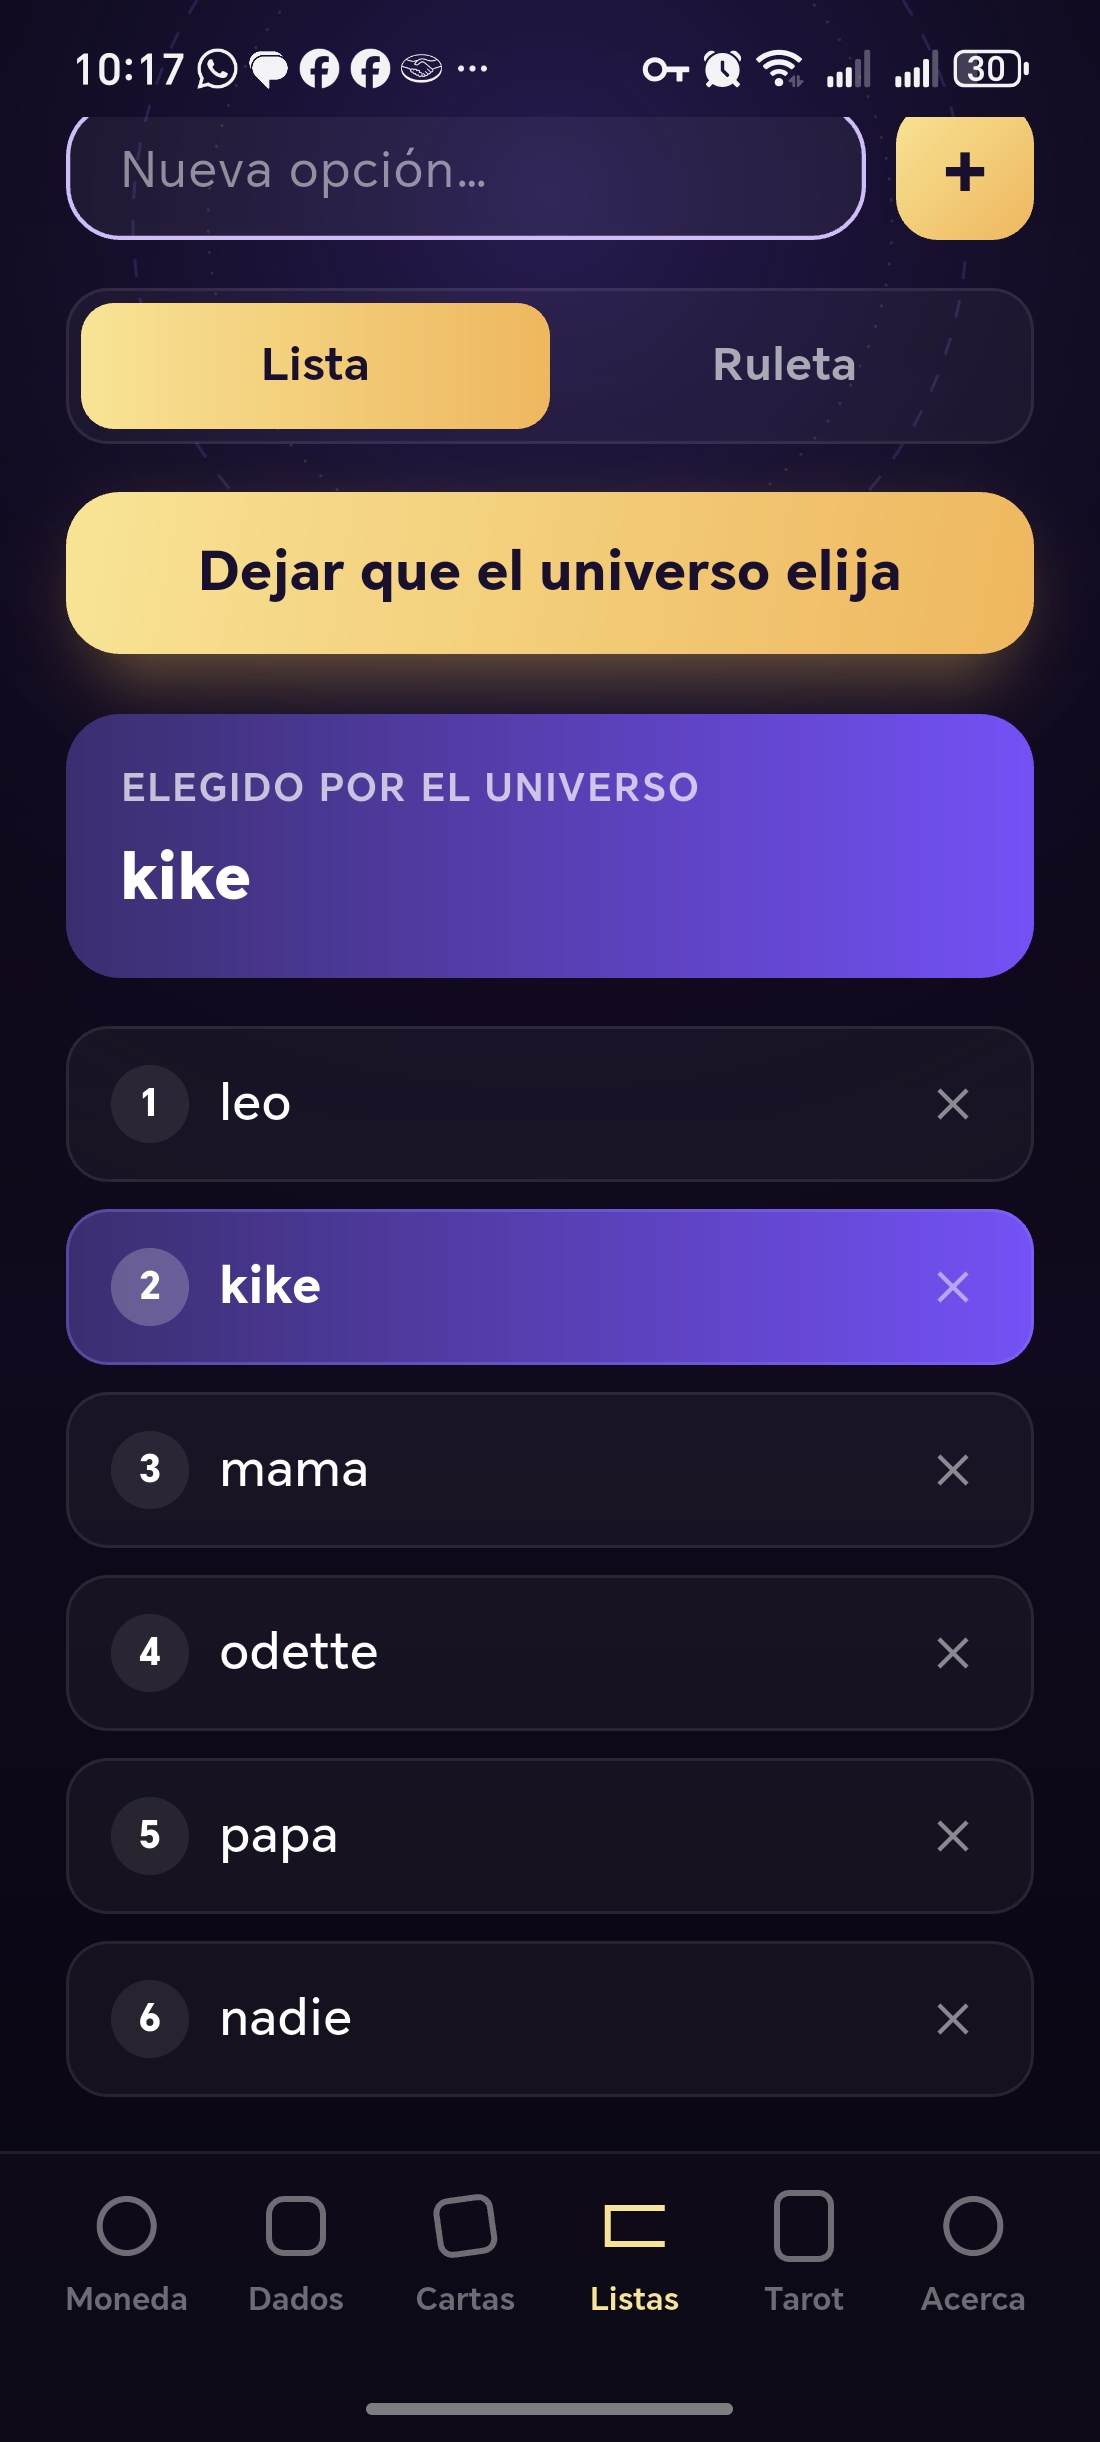 10:17
30
Nueva opción...
+
Lista
Ruleta
Dejar que el universo elija
ELEGIDO POR EL UNIVERSO
kike
1 leo
2 kike
3 mama
4 odette
5 papa
6 nadie
Moneda
Dados
Cartas
Listas
Tarot
Acerca